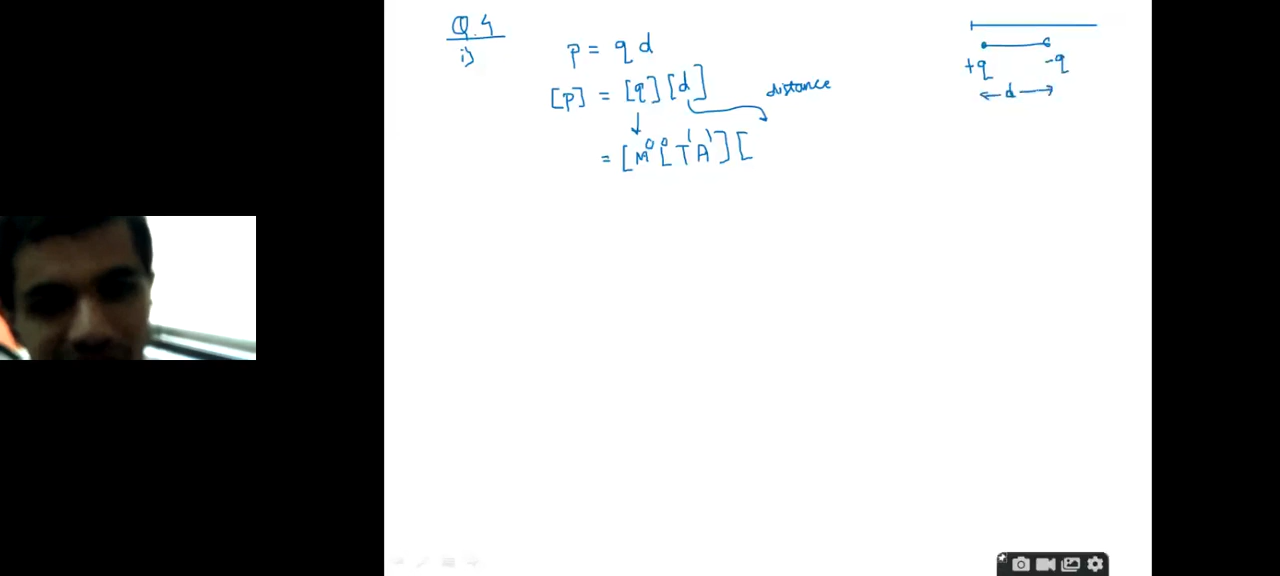 Q.4
i)
p = q d
[p] = [q] [d]
distance
= [M⁰ L⁰ T¹ A¹] [
+q -q
d